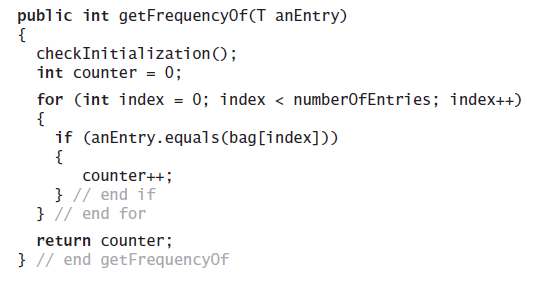 public int getFrequencyOf(T anEntry)
{
checkInitialization();
int counter = 0;
for (int index = 0; index < numberOfEntries; index++)
{
if (anEntry.equals(bag[index]))
{
counter++;
} // end if
} // end for
return counter;
} // end getFrequencyOf